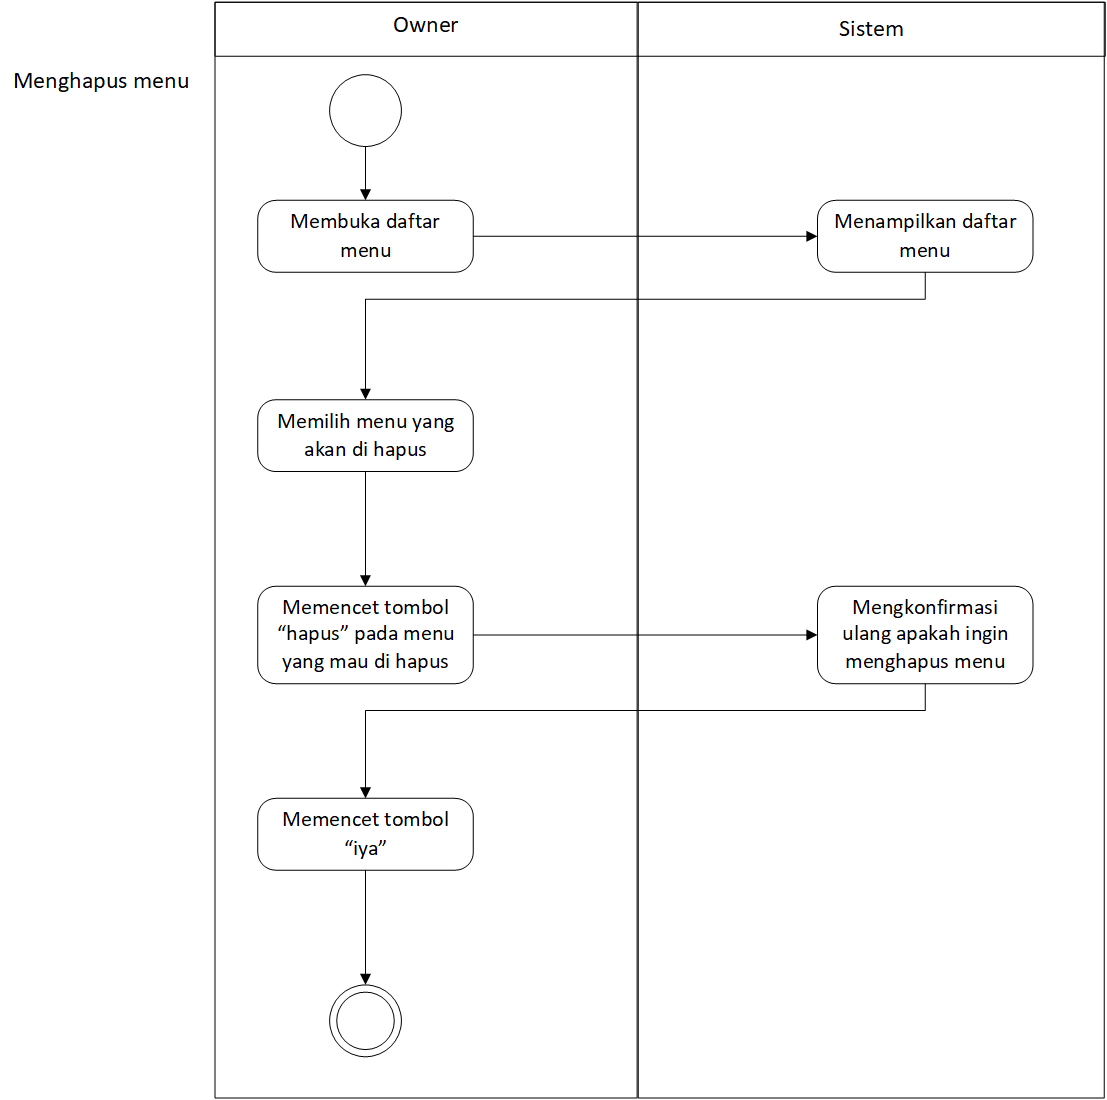 Owner
Sistem
Menghapus menu
Membuka daftar
menu
Menampilkan daftar
menu
Memilih menu yang
akan di hapus
Memencet tombol
“hapus” pada menu
yang mau di hapus
Mengkonfirmasi
ulang apakah ingin
menghapus menu
Memencet tombol
“iya”